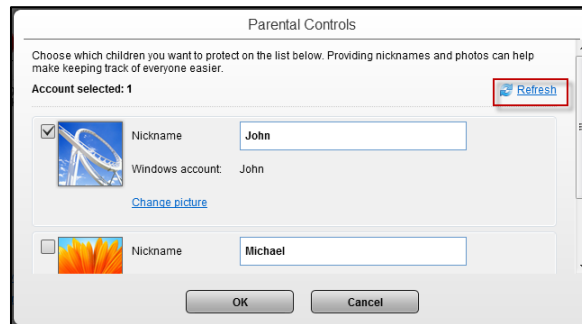 Parental Controls
Choose which children you want to protect on the list below. Providing nicknames and photos can help
make keeping track of everyone easier.
Account selected: 1
Refresh
Nickname John
Windows account: John
Change picture
Nickname Michael
OK Cancel